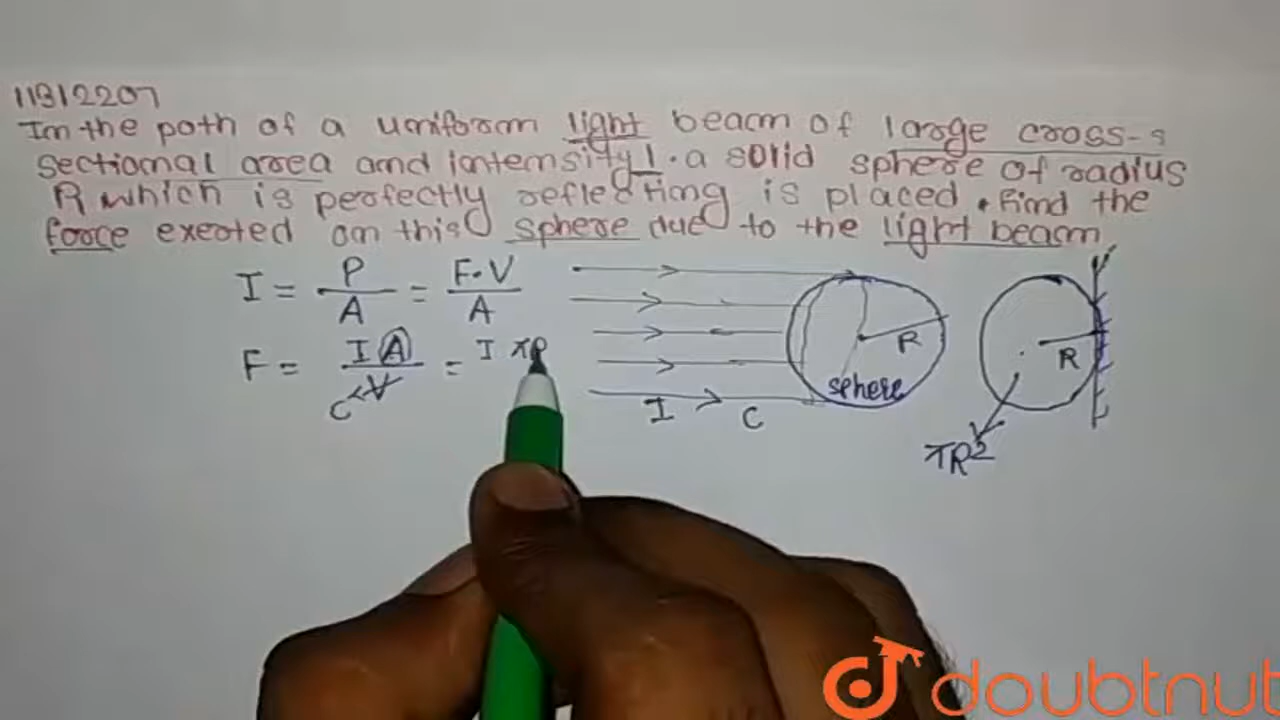 11312207
In the path of a uniform light beam of large cross-
sectional area and intensity I. a solid sphere of radius
R which is perfectly reflecting is placed. Find the
force exerted on this sphere due to the light beam
I = P/A = F.V/A
F = IA/V = I πR
C
I C
R
sphere
R
πR²
doubtnut